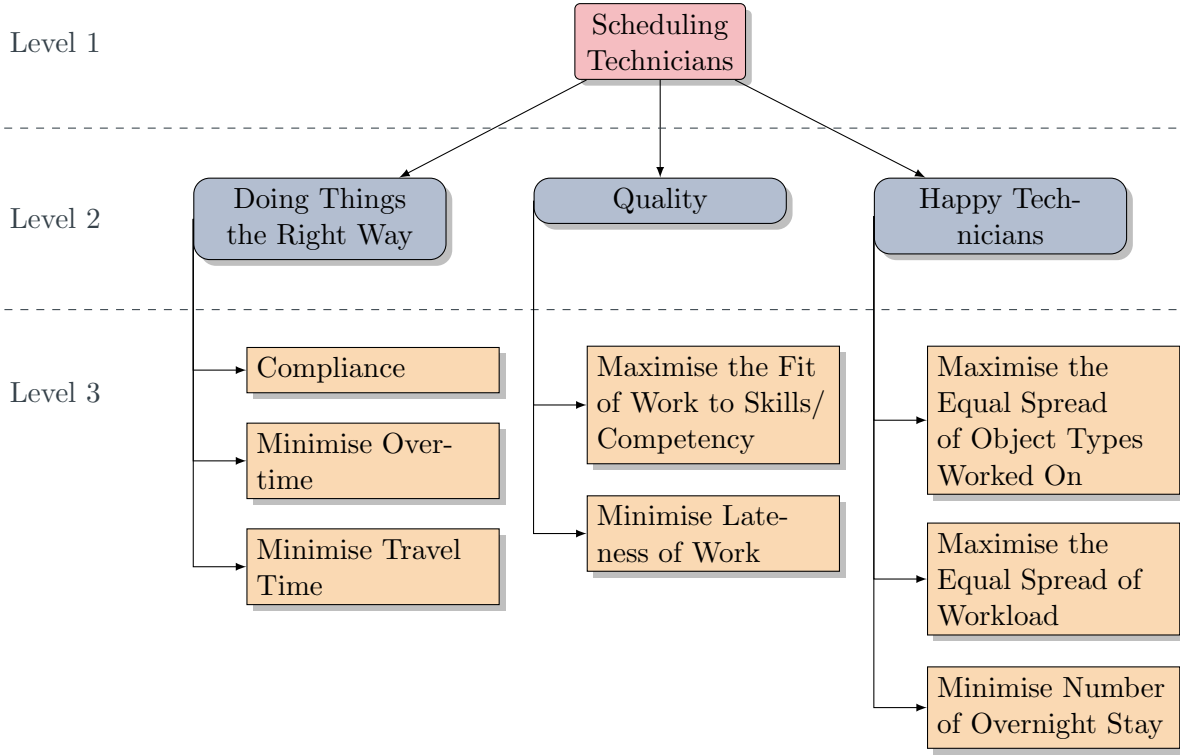 Level 1
Scheduling
Technicians
Level 2
Doing Things
the Right Way
Quality
Happy Tech-
nicians
Level 3
Compliance
Minimise Over-
time
Minimise Travel
Time
Maximise the Fit
of Work to Skills/
Competency
Minimise Late-
ness of Work
Maximise the
Equal Spread
of Object Types
Worked On
Maximise the
Equal Spread of
Workload
Minimise Number
of Overnight Stay